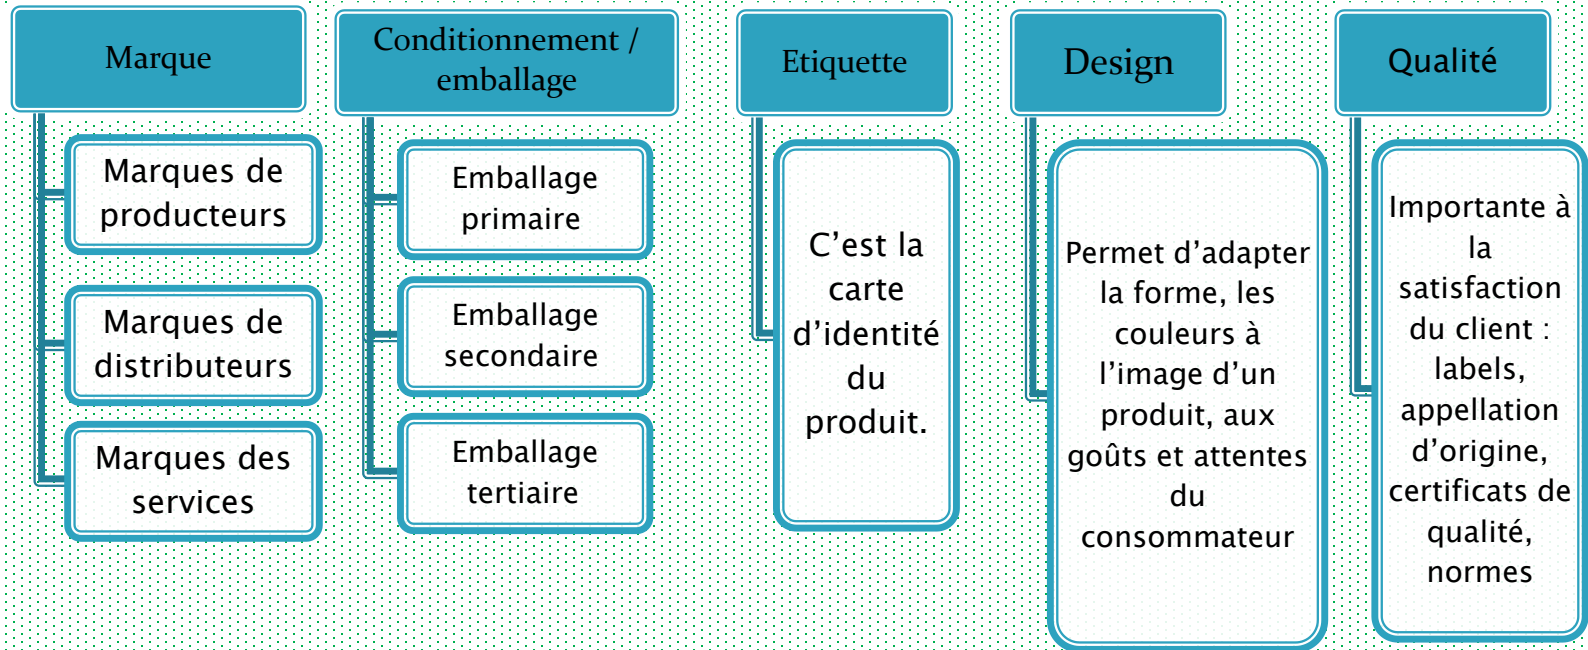 Marque
Marques de
producteurs
Marques de
distributeurs
Marques des
services
Conditionnement /
emballage
Emballage
primaire
Emballage
secondaire
Emballage
tertiaire
Etiquette
C’est la
carte
d’identité
du
produit.
Design
Permet d’adapter
la forme, les
couleurs à
l’image d’un
produit, aux
goûts et attentes
du
consommateur
Qualité
Importante à
la
satisfaction
du client :
labels,
appellation
d’origine,
certificats de
qualité,
normes